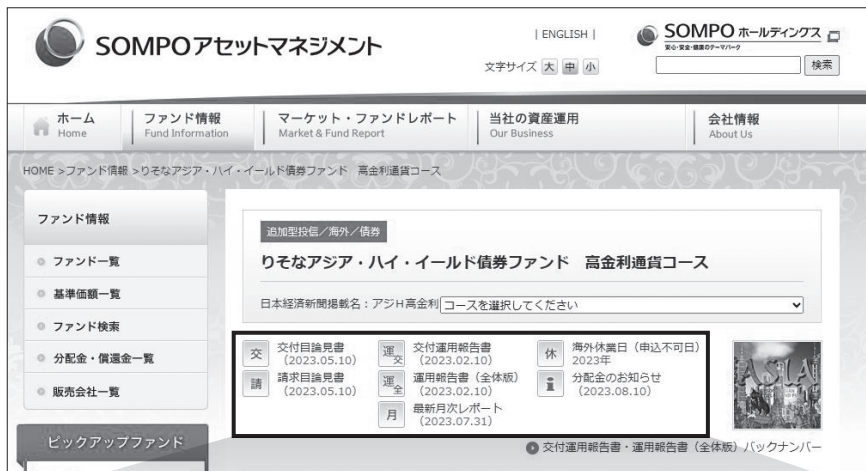 SOMPOアセットマネジメント
| ENGLISH |
SOMPO ホールディングス
安心・安全・健康のテーマパーク
文字サイズ 大 中 小
検索
ホーム
Home
ファンド情報
Fund Information
マーケット・ファンドレポート
Market & Fund Report
当社の資産運用
Our Business
会社情報
About Us
HOME >ファンド情報 >りそなアジア・ハイ・イールド債券ファンド 高金利通貨コース
ファンド情報
ファンド一覧
基準価額一覧
ファンド検索
分配金・償還金一覧
販売会社一覧
ピックアップファンド
追加型投信／海外／債券
りそなアジア・ハイ・イールド債券ファンド 高金利通貨コース
日本経済新聞掲載名：アジH高金利 コースを選択してください
交 交付目論見書
（2023.05.10）
運交 交付運用報告書
（2023.02.10）
休 海外休業日（申込不可日）
2023年
請 請求目論見書
（2023.05.10）
運全 運用報告書（全体版）
（2023.02.10）
i 分配金のお知らせ
（2023.08.10）
月 最新月次レポート
（2023.07.31）
ASIA
交付運用報告書・運用報告書（全体版）バックナンバー